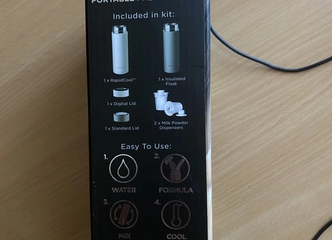 Included in kit:
1 x RapidCool™
1 x Insulated
Flask
1 x Digital Lid
2 x Milk Powder
Dispensers
1 x Standard Lid
Easy To Use:
1.
2.
WATER
FORMULA
3.
4.
MIX
COOL